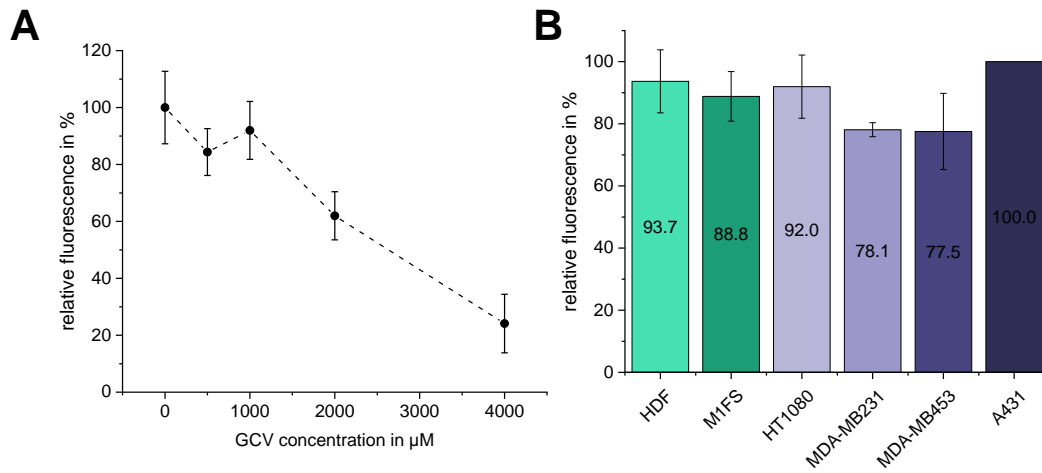 A
relative fluorescence in %
120
100
80
60
40
20
0
0 1000 2000 3000 4000
GCV concentration in µM
B
relative fluorescence in %
100
80
60
40
20
0
93.7 88.8 92.0 78.1 77.5 100.0
HDF M1FS HT1080 MDA-MB231 MDA-MB453 A431